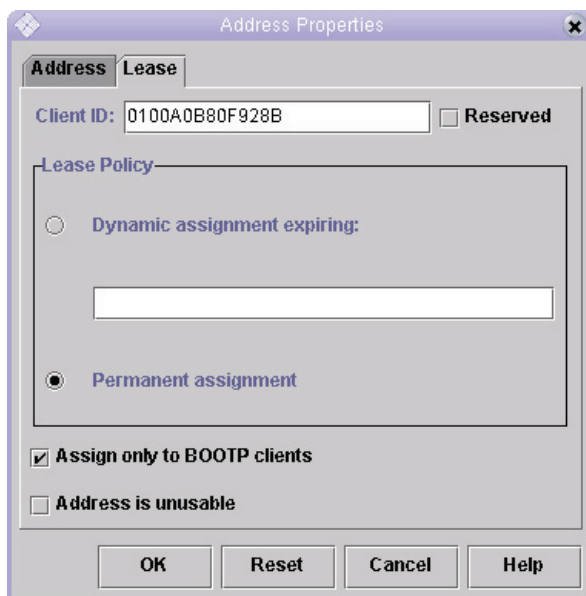 Address Properties
Address Lease
Client ID: 0100A0B80F928B Reserved
Lease Policy
Dynamic assignment expiring:
Permanent assignment
Assign only to BOOTP clients
Address is unusable
OK Reset Cancel Help